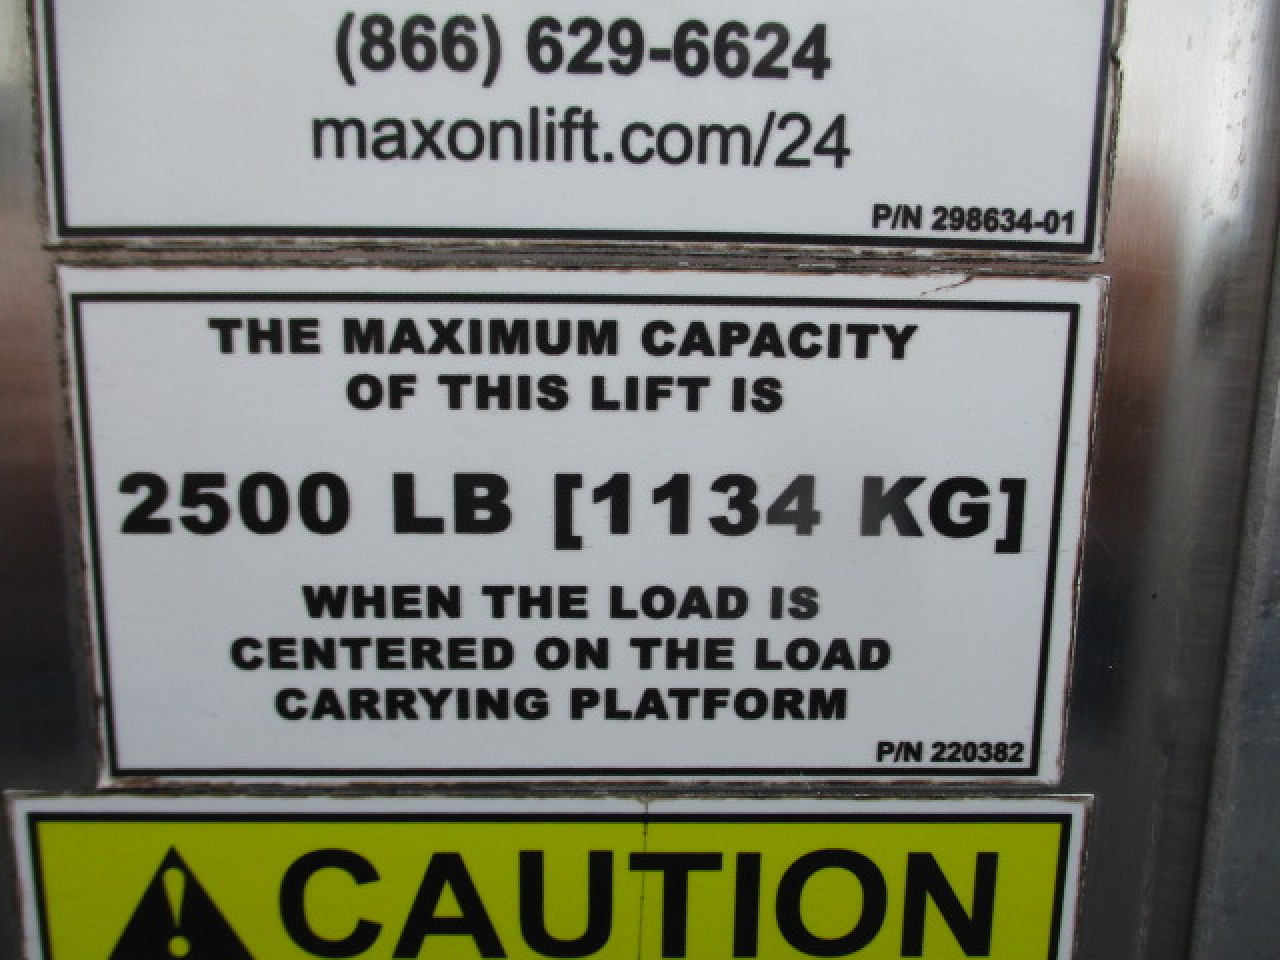 (866) 629-6624
maxonlift.com/24
P/N 298634-01
THE MAXIMUM CAPACITY
OF THIS LIFT IS
2500 LB [1134 KG]
WHEN THE LOAD IS
CENTERED ON THE LOAD
CARRYING PLATFORM
P/N 220382
CAUTION